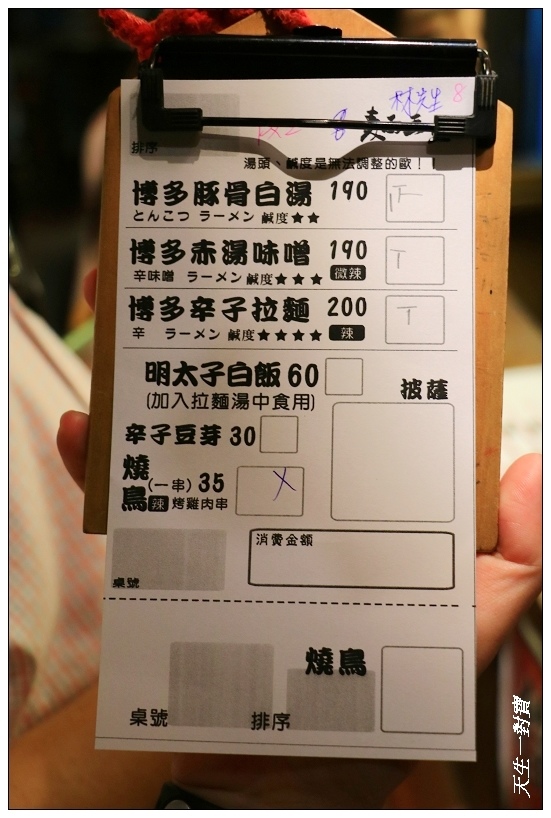 林先生 8
排序
湯頭、鹹度是無法調整的歐!!
博多豚骨白湯 190 正
とんこつ ラーメン 鹹度★★
博多赤湯味噌 190 T
辛味噌 ラーメン 鹹度★★★ 微辣
博多辛子拉麵 200 T
辛 ラーメン 鹹度★★★★ 辣
明太子白飯 60
(加入拉麵湯中食用)
披薩
辛子豆芽 30
燒鳥 (一串) 35 X
辣 烤雞肉串
消費金額
桌號
燒鳥
桌號 排序
天生一對寶